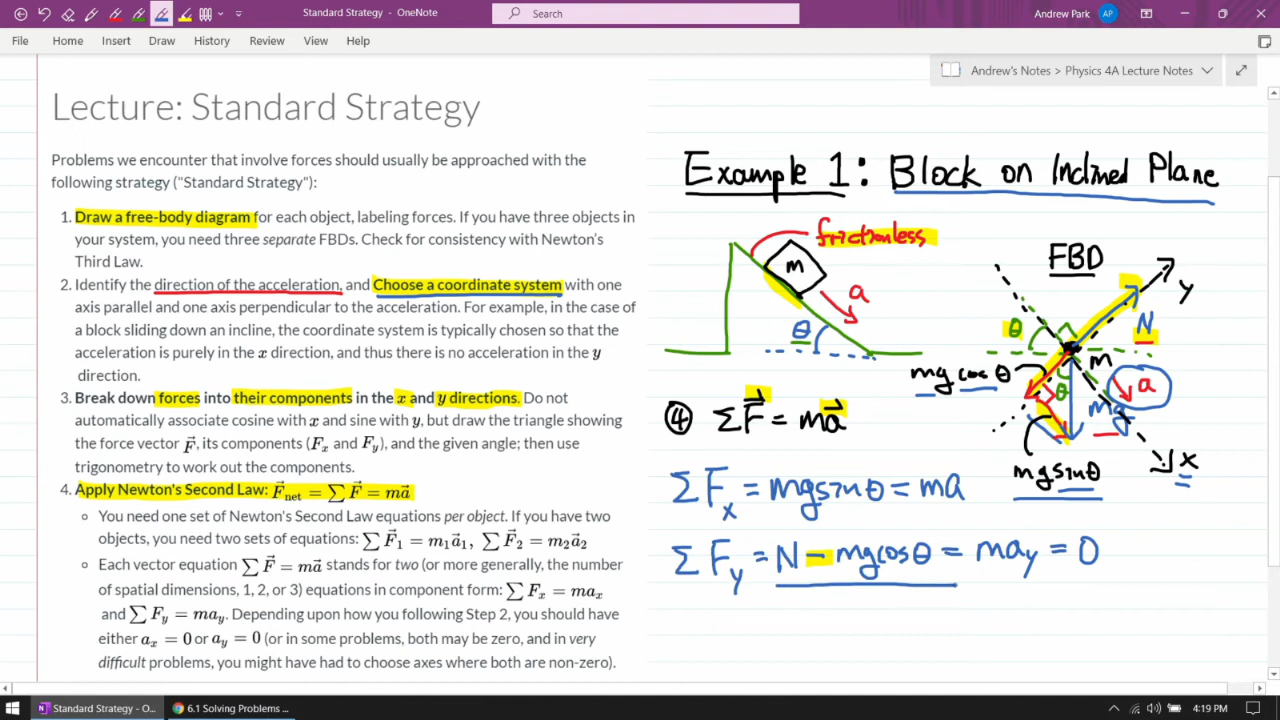 Standard Strategy - OneNote
Search
Andrew Park
AP
File Home Insert Draw History Review View Help
Andrew's Notes > Physics 4A Lecture Notes
Lecture: Standard Strategy
Problems we encounter that involve forces should usually be approached with the
following strategy ("Standard Strategy"):
1. Draw a free-body diagram for each object, labeling forces. If you have three objects in
your system, you need three separate FBDs. Check for consistency with Newton's
Third Law.
2. Identify the direction of the acceleration, and Choose a coordinate system with one
axis parallel and one axis perpendicular to the acceleration. For example, in the case of
a block sliding down an incline, the coordinate system is typically chosen so that the
acceleration is purely in the x direction, and thus there is no acceleration in the y
direction.
3. Break down forces into their components in the x and y directions. Do not
automatically associate cosine with x and sine with y, but draw the triangle showing
the force vector F⃗, its components (Fₓ and F_y), and the given angle; then use
trigonometry to work out the components.
4. Apply Newton's Second Law: F⃗_net = ∑ F⃗ = ma⃗
○ You need one set of Newton's Second Law equations per object. If you have two
objects, you need two sets of equations: ∑ F⃗₁ = m₁a⃗₁, ∑ F⃗₂ = m₂a⃗₂
○ Each vector equation ∑ F⃗ = ma⃗ stands for two (or more generally, the number
of spatial dimensions, 1, 2, or 3) equations in component form: ∑ Fₓ = maₓ
and ∑ F_y = ma_y. Depending upon how you following Step 2, you should have
either aₓ = 0 or a_y = 0 (or in some problems, both may be zero, and in very
difficult problems, you might have had to choose axes where both are non-zero).
Example 1: Block on Inclined Plane
frictionless
m
a
θ
FBD
y
N
θ
m
mg cos θ
θ
a
mg
x
mg sin θ
④ ΣF⃗ = ma⃗
ΣFₓ = mg sin θ = ma
ΣF_y = N − mg cos θ = ma_y = 0
Standard Strategy - O...
6.1 Solving Problems ...
4:19 PM